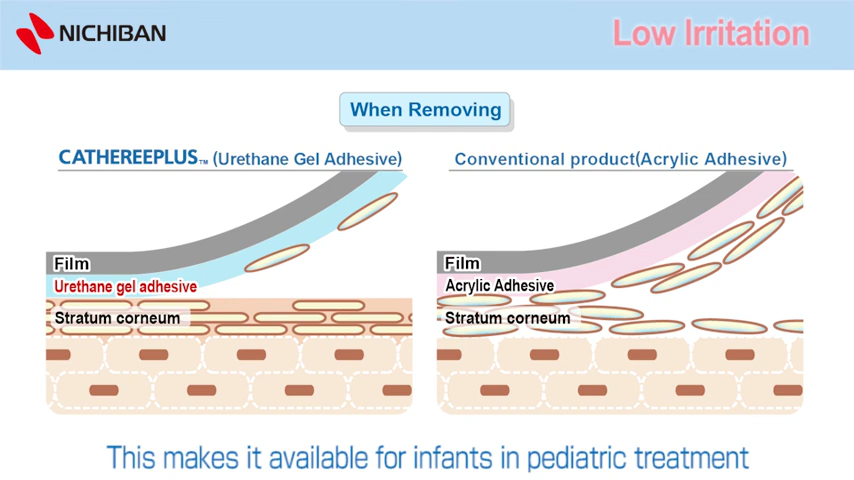 NICHIBAN
Low Irritation
When Removing
CATHEREEPLUS™ (Urethane Gel Adhesive)
Film
Urethane gel adhesive
Stratum corneum
Conventional product(Acrylic Adhesive)
Film
Acrylic Adhesive
Stratum corneum
This makes it available for infants in pediatric treatment